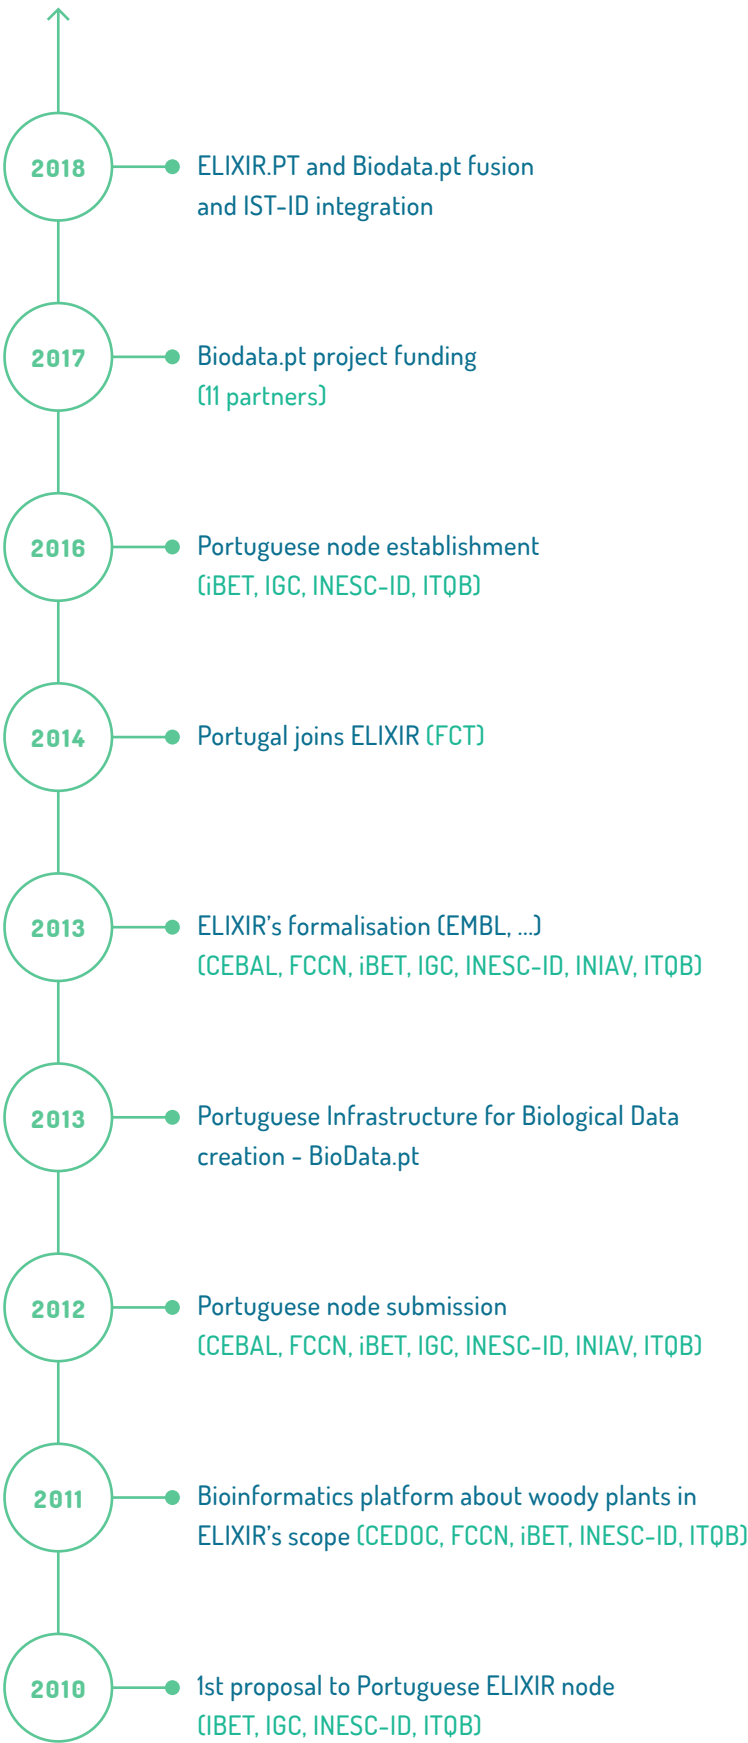 2018
ELIXIR.PT and Biodata.pt fusion
and IST-ID integration
2017
Biodata.pt project funding
(11 partners)
2016
Portuguese node establishment
(iBET, IGC, INESC-ID, ITQB)
2014
Portugal joins ELIXIR (FCT)
2013
ELIXIR’s formalisation (EMBL, ...)
(CEBAL, FCCN, iBET, IGC, INESC-ID, INIAV, ITQB)
2013
Portuguese Infrastructure for Biological Data
creation - BioData.pt
2012
Portuguese node submission
(CEBAL, FCCN, iBET, IGC, INESC-ID, INIAV, ITQB)
2011
Bioinformatics platform about woody plants in
ELIXIR’s scope (CEDOC, FCCN, iBET, INESC-ID, ITQB)
2010
1st proposal to Portuguese ELIXIR node
(IBET, IGC, INESC-ID, ITQB)